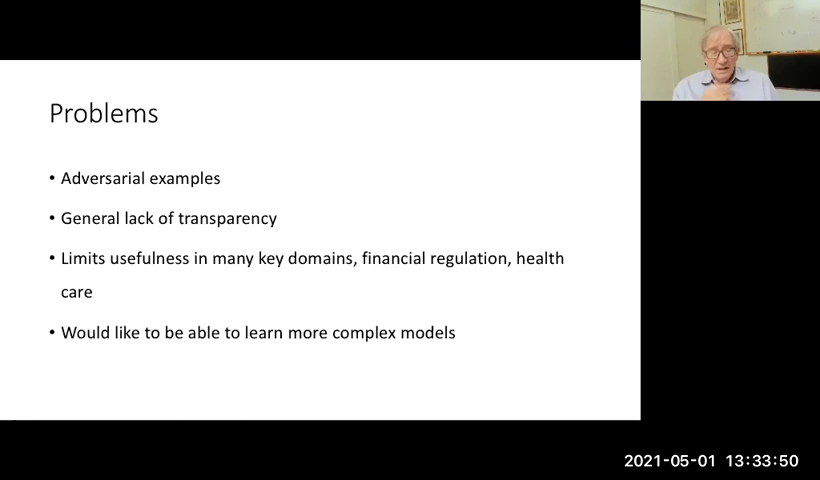 Problems
• Adversarial examples
• General lack of transparency
• Limits usefulness in many key domains, financial regulation, health
care
• Would like to be able to learn more complex models
2021-05-01 13:33:50